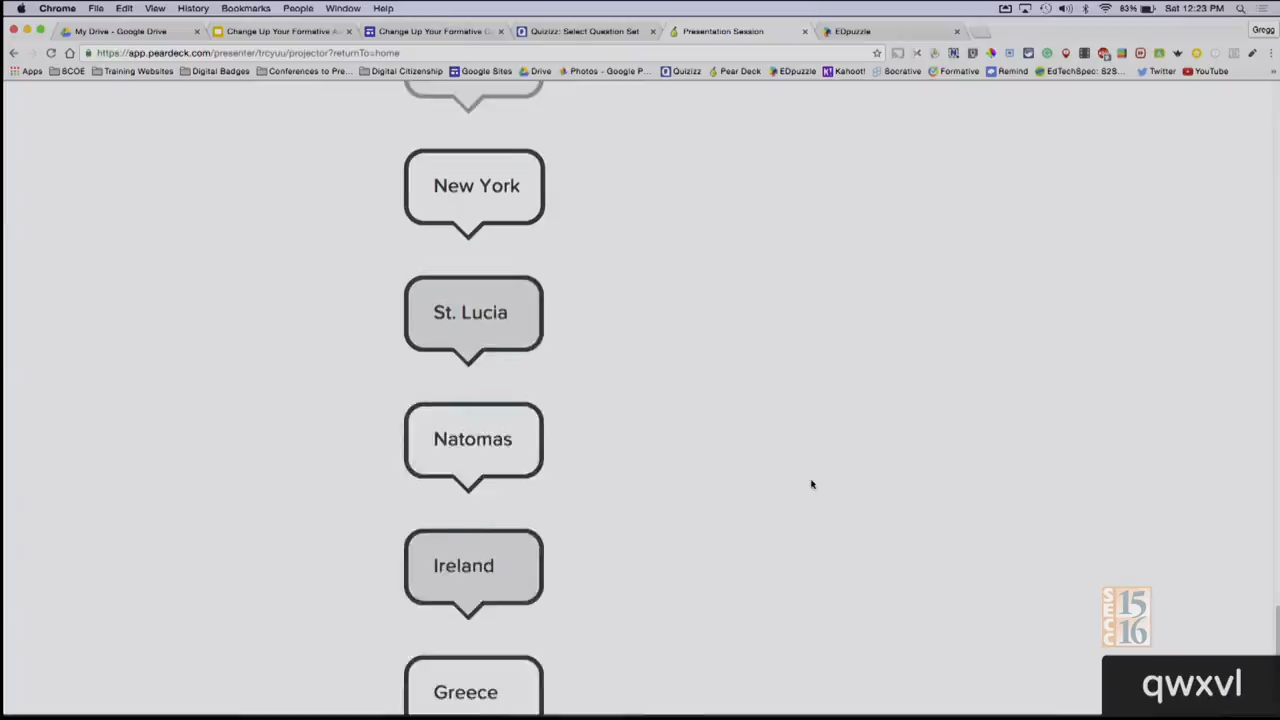 Chrome File Edit View History Bookmarks People Window Help 83% Sat 12:23 PM
My Drive - Google Drive Change Up Your Formative A Change Up Your Formative Quizizz: Select Question Set Presentation Session EDpuzzle Gregg
https://app.peardeck.com/presenter/trcyuu/projector?returnTo=home
Apps SCOE Training Websites Digital Badges Conferences to Pre... Digital Citizenship Google Sites Drive Photos - Google P... Quizizz Pear Deck EDpuzzle Kahoot! Socrative Formative Remind EdTechSpec: S2S... Twitter YouTube »
New York
St. Lucia
Natomas
Ireland
Greece
SECC 15 16
qwxvl